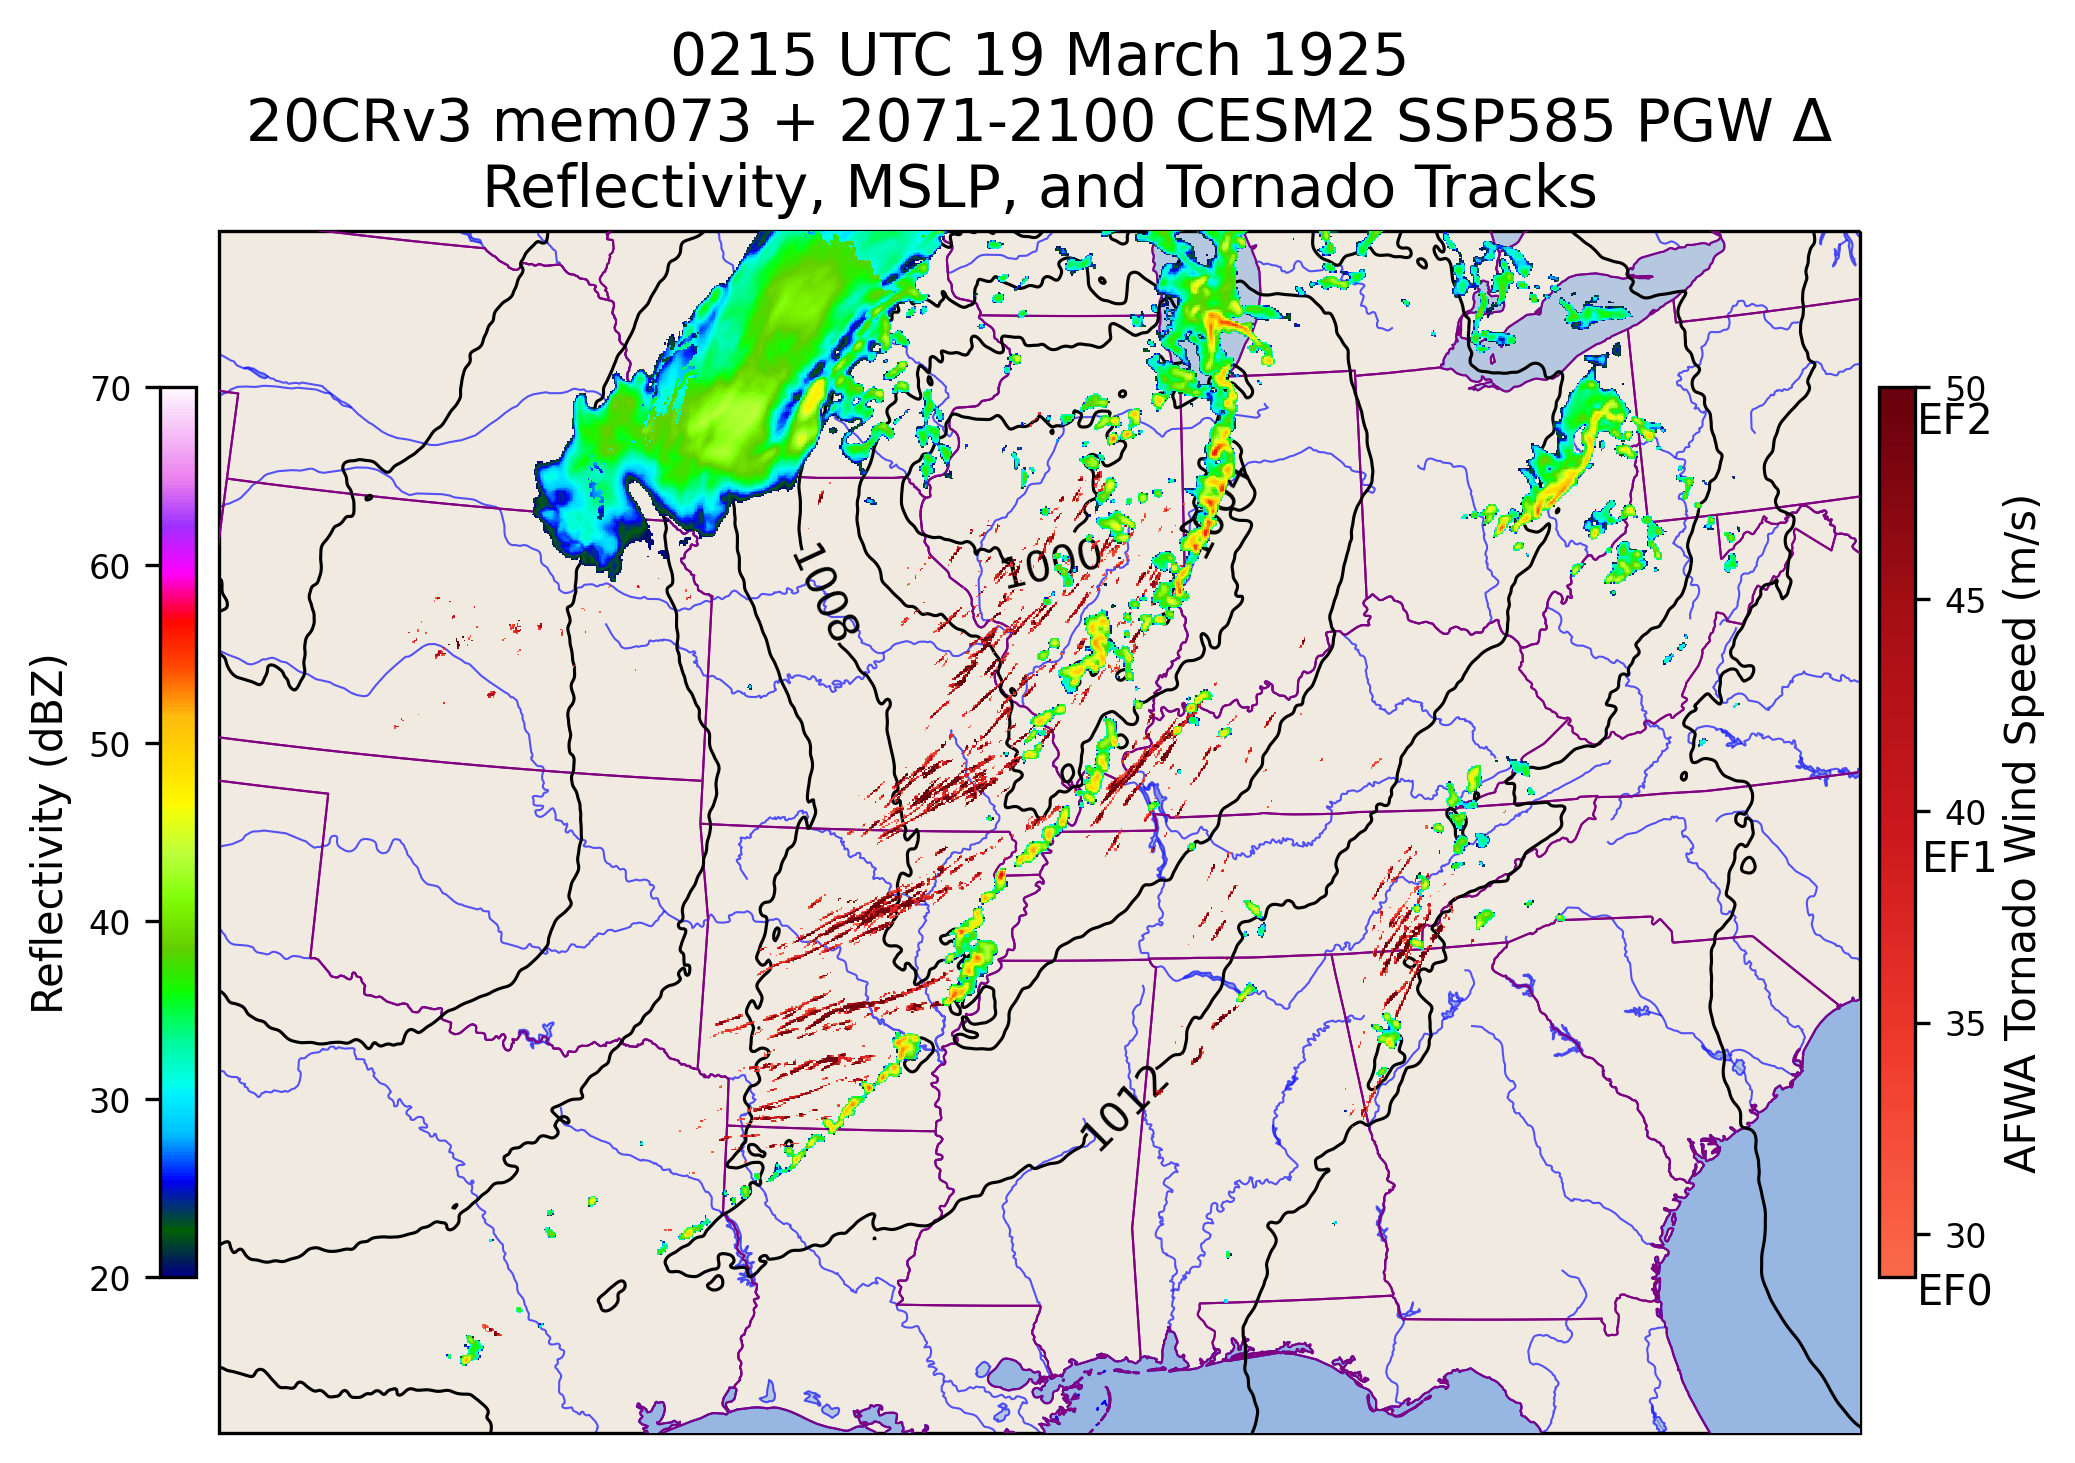 0215 UTC 19 March 1925
20CRv3 mem073 + 2071-2100 CESM2 SSP585 PGW Δ
Reflectivity, MSLP, and Tornado Tracks
70
60
50
40
30
20
Reflectivity (dBZ)
1008
1000
1012
50
EF2
45
40
EF1
35
30
EF0
AFWA Tornado Wind Speed (m/s)